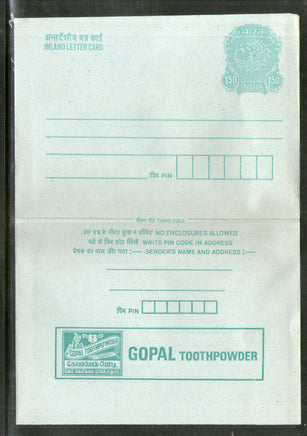 अन्तर्देशीय पत्र कार्ड
INLAND LETTER CARD
भारत
1.50 1.50
INDIA
पिन PIN
तीसरा मोड़ THIRD FOLD
इस पत्र के भीतर कुछ न रखिये NO ENCLOSURES ALLOWED
पते में पिन कोड लिखें WRITE PIN CODE IN ADDRESS
प्रेषक का नाम और पता :— SENDER'S NAME AND ADDRESS :—
पिन PIN
GOPAL TOOTHPOWDER
GOPAL TOOTHPOWDER